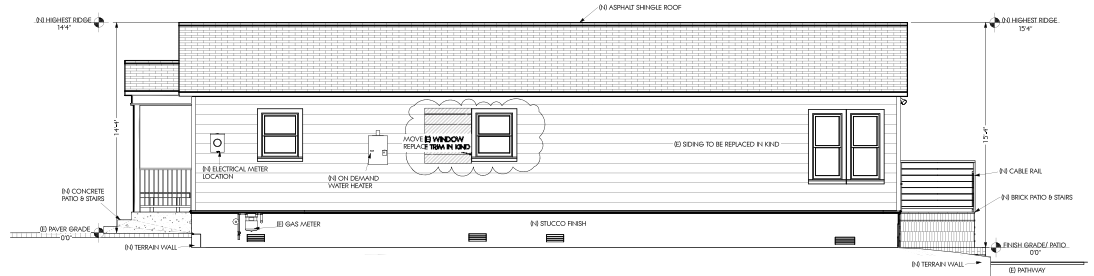 (N) ASPHALT SHINGLE ROOF
(N) HIGHEST RIDGE
14'4"
(N) HIGHEST RIDGE
15'4"
14'-4"
15'-4"
MOVE (E) WINDOW
REPLACE TRIM IN KIND
(E) SIDING TO BE REPLACED IN KIND
(N) ELECTRICAL METER
LOCATION
(N) ON DEMAND
WATER HEATER
(N) CABLE RAIL
(N) CONCRETE
PATIO & STAIRS
(N) BRICK PATIO & STAIRS
(E) GAS METER
(N) STUCCO FINISH
(E) PAVER GRADE
0'0"
(N) TERRAIN WALL
FINISH GRADE/ PATIO
0'0"
(N) TERRAIN WALL
(E) PATHWAY